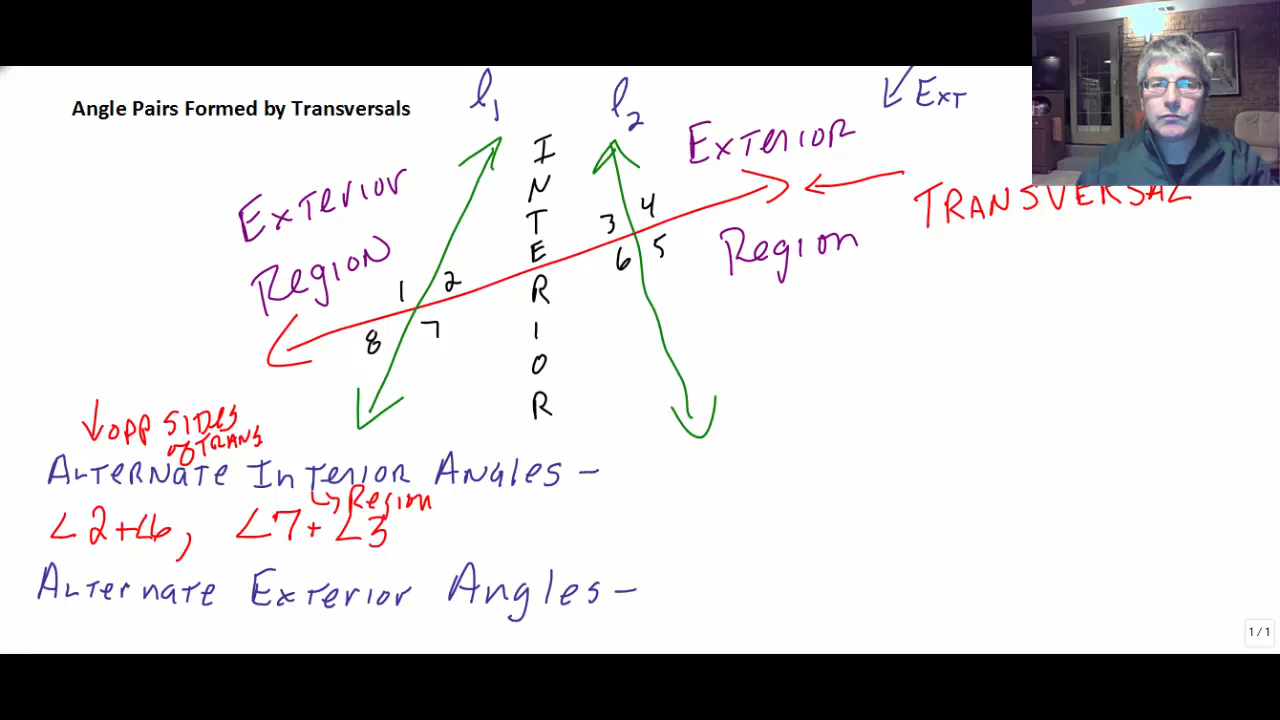 Angle Pairs Formed by Transversals
l1
l2
EXT
EXTERIOR
TRANSVERSAL
INTERIOR
Exterior
Region
Region
1 2
8 7
3 4
6 5
OPP SIDES
of TRANS
ALTERNATE INTERIOR ANGLES –
Region
∠2+∠6, ∠7+∠3
Alternate Exterior Angles –
1 / 1